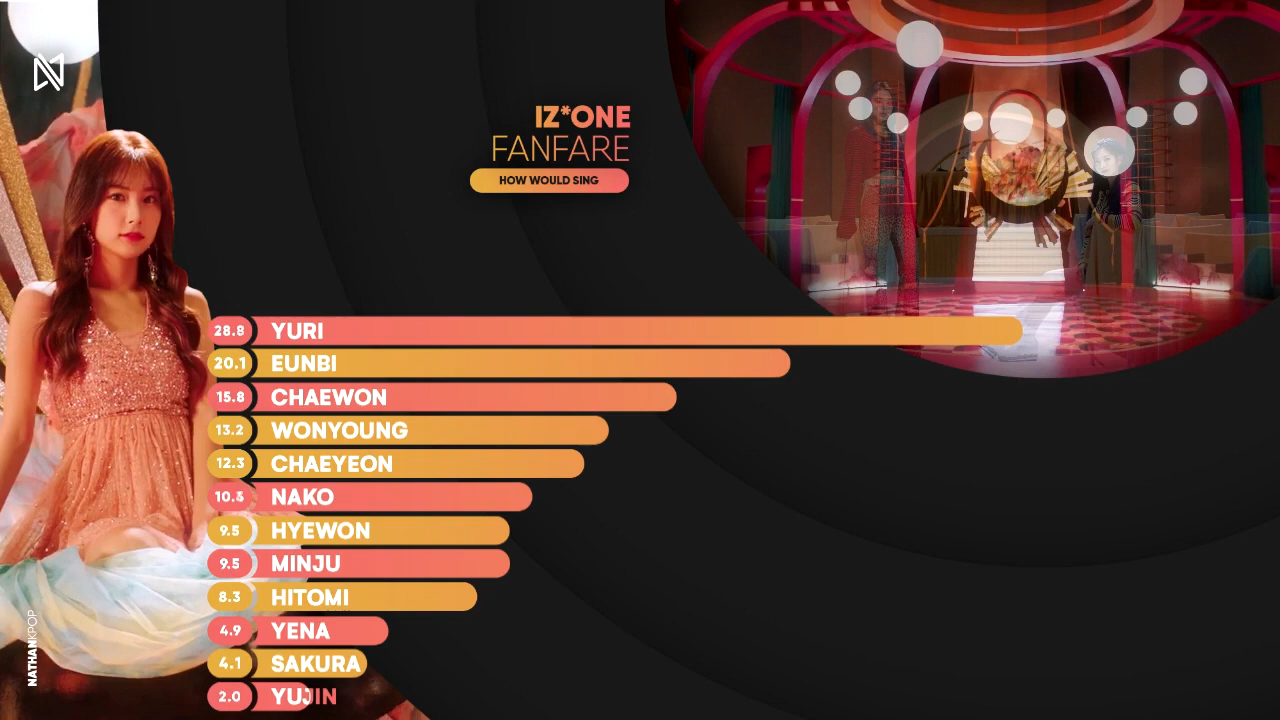 IZ*ONE
FANFARE
HOW WOULD SING
28.8 YURI
20.1 EUNBI
15.8 CHAEWON
13.2 WONYOUNG
12.3 CHAEYEON
NAKO
9.5 HYEWON
9.5 MINJU
8.3 HITOMI
4.9 YENA
4.1 SAKURA
2.0 YUJIN
NATHANKPOP